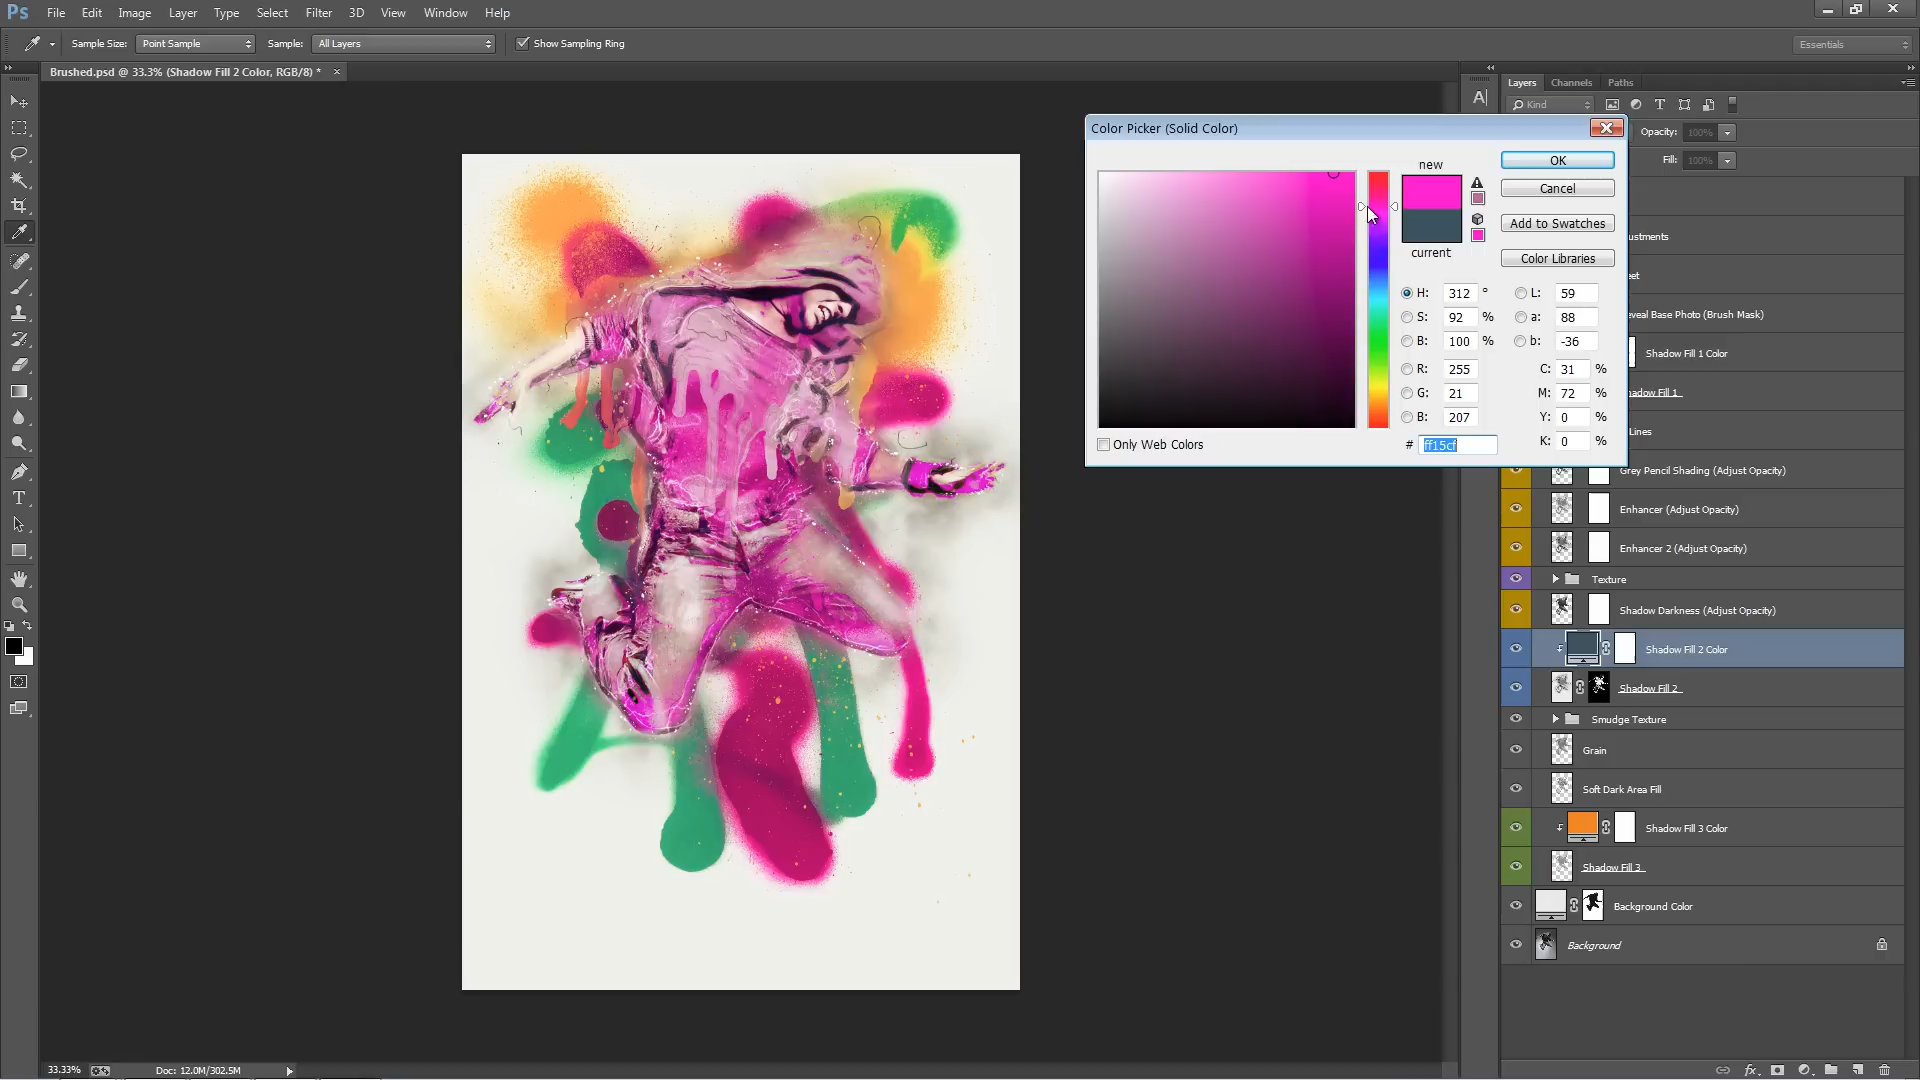 Ps File Edit Image Layer Type Select Filter 3D View Window Help
Sample Size: Point Sample Sample: All Layers Show Sampling Ring Essentials
Brushed.psd @ 33.3% (Shadow Fill 2 Color, RGB/8) * ×
Layers Channels Paths
Kind
Opacity: 100%
Fill: 100%
Color Picker (Solid Color)
new
current
OK
Cancel
Add to Swatches
Color Libraries
H: 312 ° L: 59
S: 92 % a: 88
B: 100 % b: -36
R: 255 C: 31 %
G: 21 M: 72 %
B: 207 Y: 0 %
# ff15cf K: 0 %
Only Web Colors
ustments
eet
eveal Base Photo (Brush Mask)
Shadow Fill 1 Color
hadow Fill 1
Lines
Grey Pencil Shading (Adjust Opacity)
Enhancer (Adjust Opacity)
Enhancer 2 (Adjust Opacity)
Texture
Shadow Darkness (Adjust Opacity)
Shadow Fill 2 Color
Shadow Fill 2
Smudge Texture
Grain
Soft Dark Area Fill
Shadow Fill 3 Color
Shadow Fill 3
Background Color
Background
33.33% Doc: 12.0M/302.5M